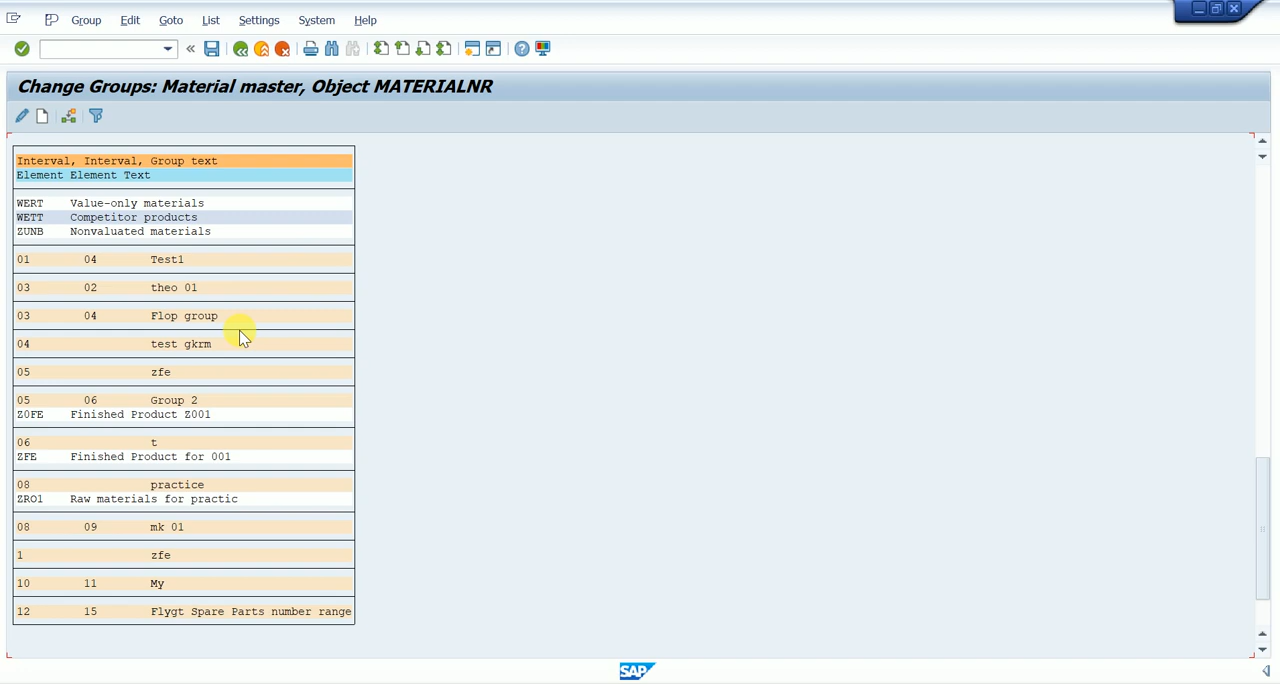 Group Edit Goto List Settings System Help
Change Groups: Material master, Object MATERIALNR
Interval, Interval, Group text
Element Element Text
WERT Value-only materials
WETT Competitor products
ZUNB Nonvaluated materials
01 04 Test1
03 02 theo 01
03 04 Flop group
04 test gkrm
05 zfe
05 06 Group 2
Z0FE Finished Product Z001
06 t
ZFE Finished Product for 001
08 practice
ZRO1 Raw materials for practic
08 09 mk 01
1 zfe
10 11 My
12 15 Flygt Spare Parts number range
SAP